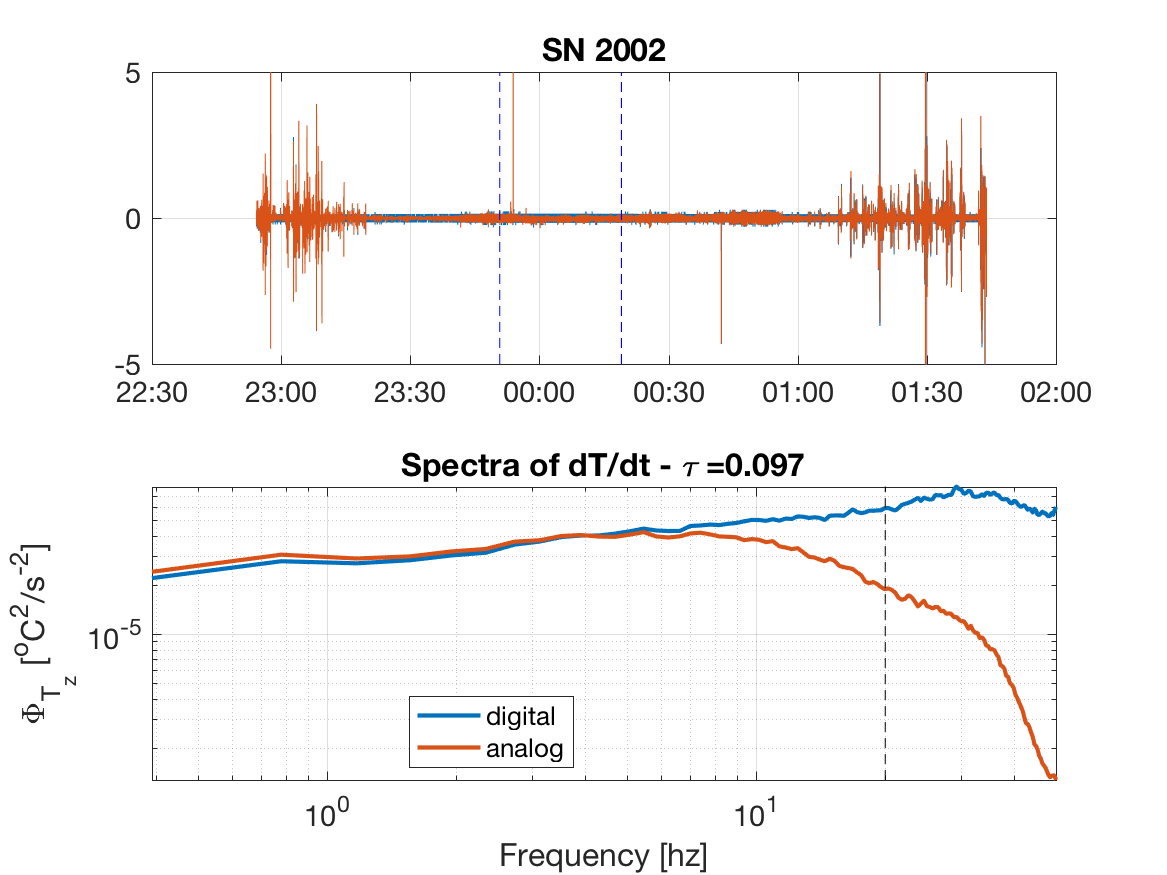 SN 2002
5
0
-5
22:30 23:00 23:30 00:00 00:30 01:00 01:30 02:00
Spectra of dT/dt - τ =0.097
Φ_{T_z} [°C²/s⁻²]
10⁻⁵
digital
analog
10⁰ 10¹
Frequency [hz]